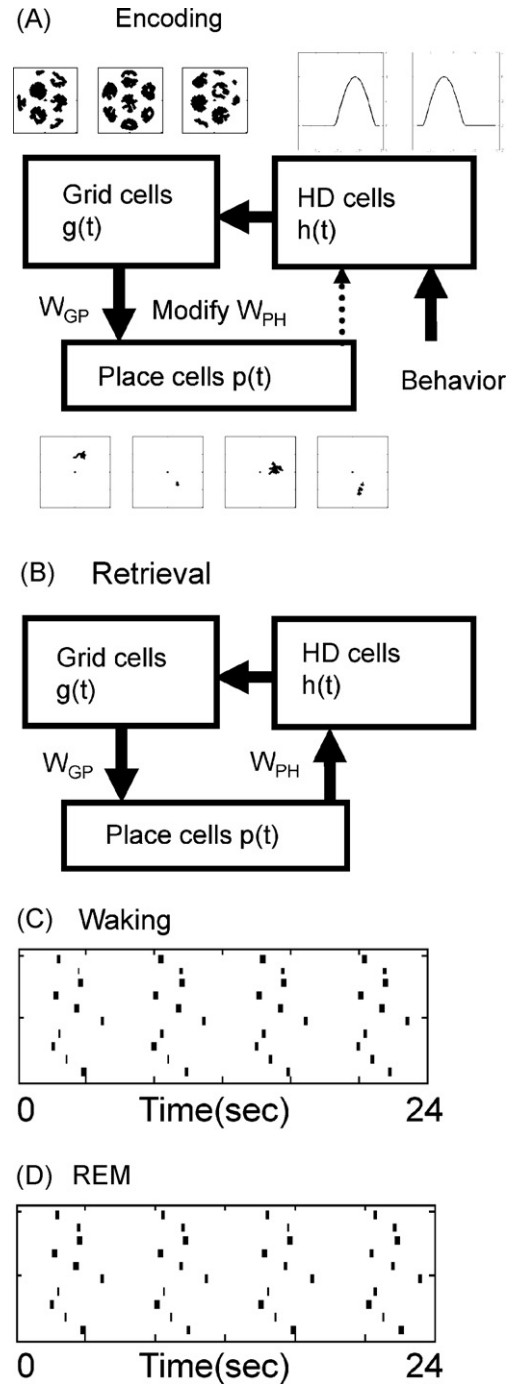 (A) Encoding
Grid cells
g(t)
HD cells
h(t)
W_GP
Modify W_PH
Place cells p(t)
Behavior
(B) Retrieval
Grid cells
g(t)
HD cells
h(t)
W_GP
W_PH
Place cells p(t)
(C) Waking
0 Time(sec) 24
(D) REM
0 Time(sec) 24